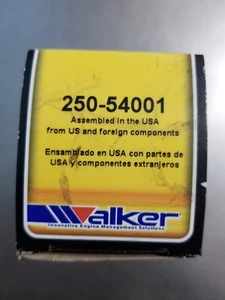 250-54001
Assembled in the USA
from US and foreign components
Ensamblado en USA con partes de
USA y componentes extranjeros
Walker
Innovative Engine Management Solutions